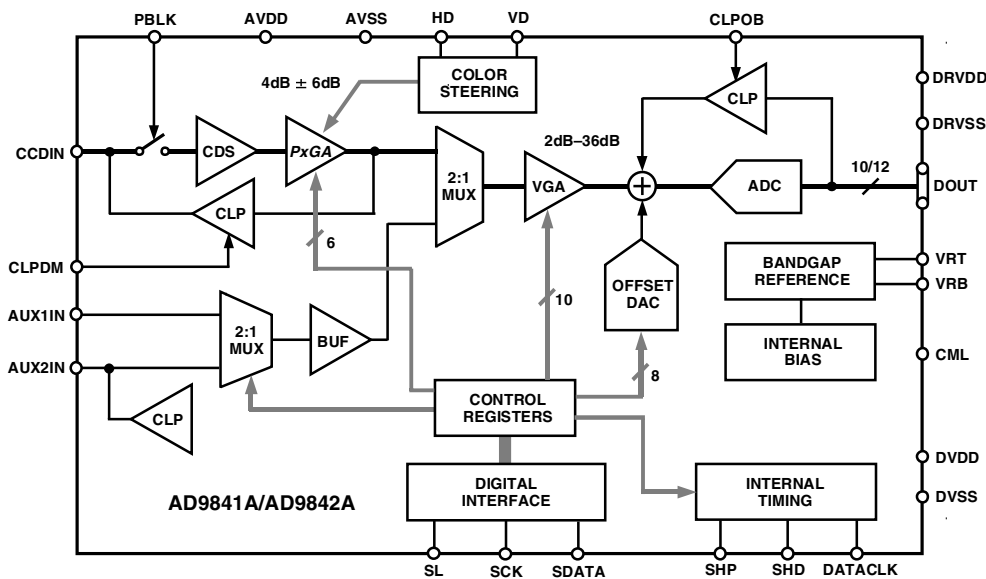 PBLK
AVDD
AVSS
HD
VD
CLPOB
4dB ± 6dB
COLOR
STEERING
CLP
DRVDD
DRVSS
CCDIN
CDS
PxGA
2:1
MUX
2dB–36dB
VGA
ADC
10/12
DOUT
CLP
6
CLPDM
OFFSET
DAC
BANDGAP
REFERENCE
VRT
VRB
AUX1IN
2:1
MUX
BUF
10
INTERNAL
BIAS
CML
AUX2IN
8
CLP
CONTROL
REGISTERS
DVDD
DIGITAL
INTERFACE
INTERNAL
TIMING
DVSS
AD9841A/AD9842A
SL
SCK
SDATA
SHP
SHD
DATACLK